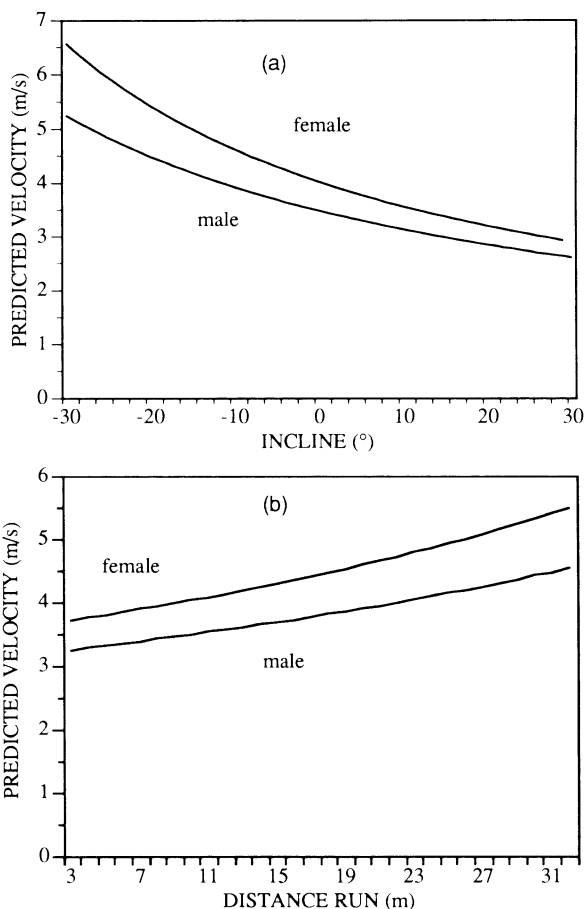 7
6
5
4
3
2
1
0
(a)
female
male
PREDICTED VELOCITY (m/s)
-30 -20 -10 0 10 20 30
INCLINE (°)
6
5
4
3
2
1
0
(b)
female
male
PREDICTED VELOCITY (m/s)
3 7 11 15 19 23 27 31
DISTANCE RUN (m)